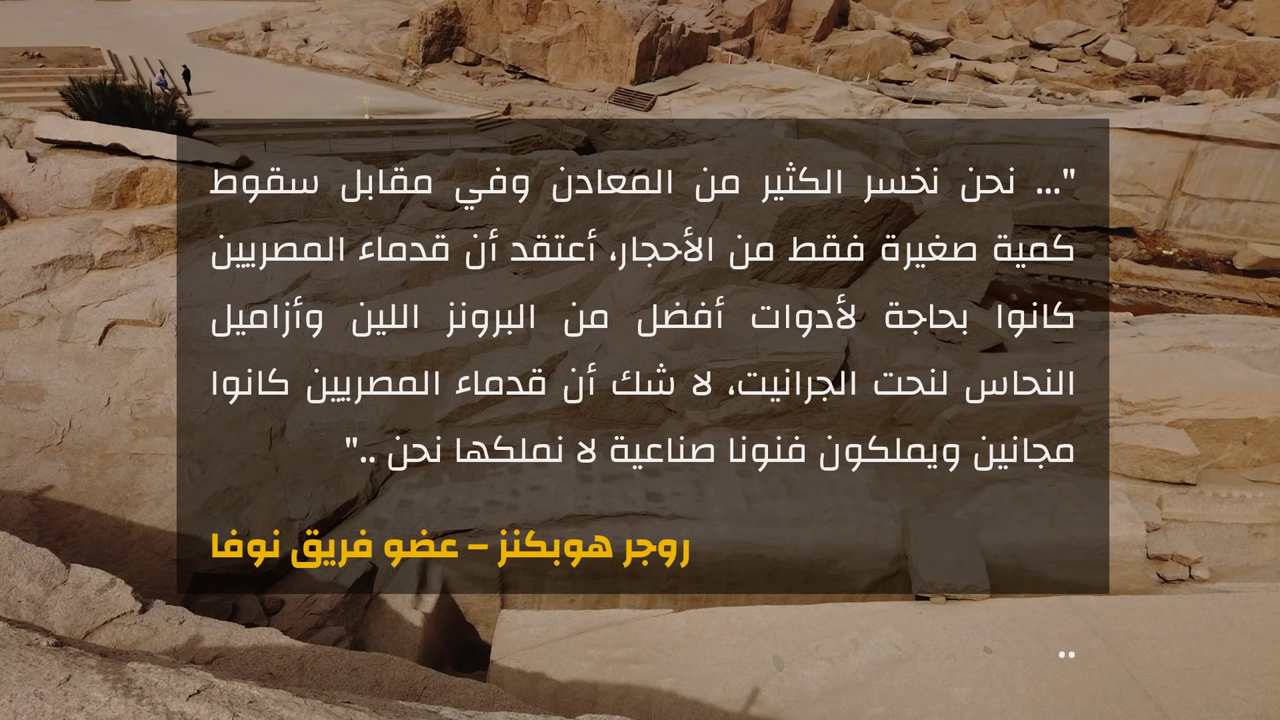 "... نحن نخسر الكثير من المعادن وفي مقابل سقوط
كمية صغيرة فقط من الأحجار، أعتقد أن قدماء المصريين
كانوا بحاجة لأدوات أفضل من البرونز اللين وأزاميل
النحاس لنحت الجرانيت، لا شك أن قدماء المصريين كانوا
مجانين ويملكون فنونا صناعية لا نملكها نحن .."
روجر هوبكنز – عضو فريق نوفا
..